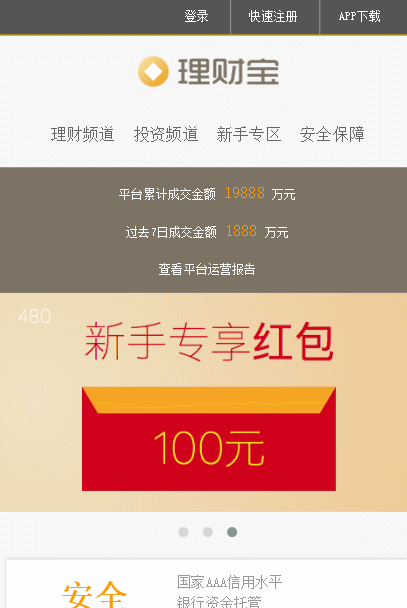 登录 快速注册 APP下载
理财宝
理财频道 投资频道 新手专区 安全保障
平台累计成交金额 19888 万元
过去7日成交金额 1888 万元
查看平台运营报告
480
新手专享红包
100元
安全
国家AAA信用水平
银行资金托管